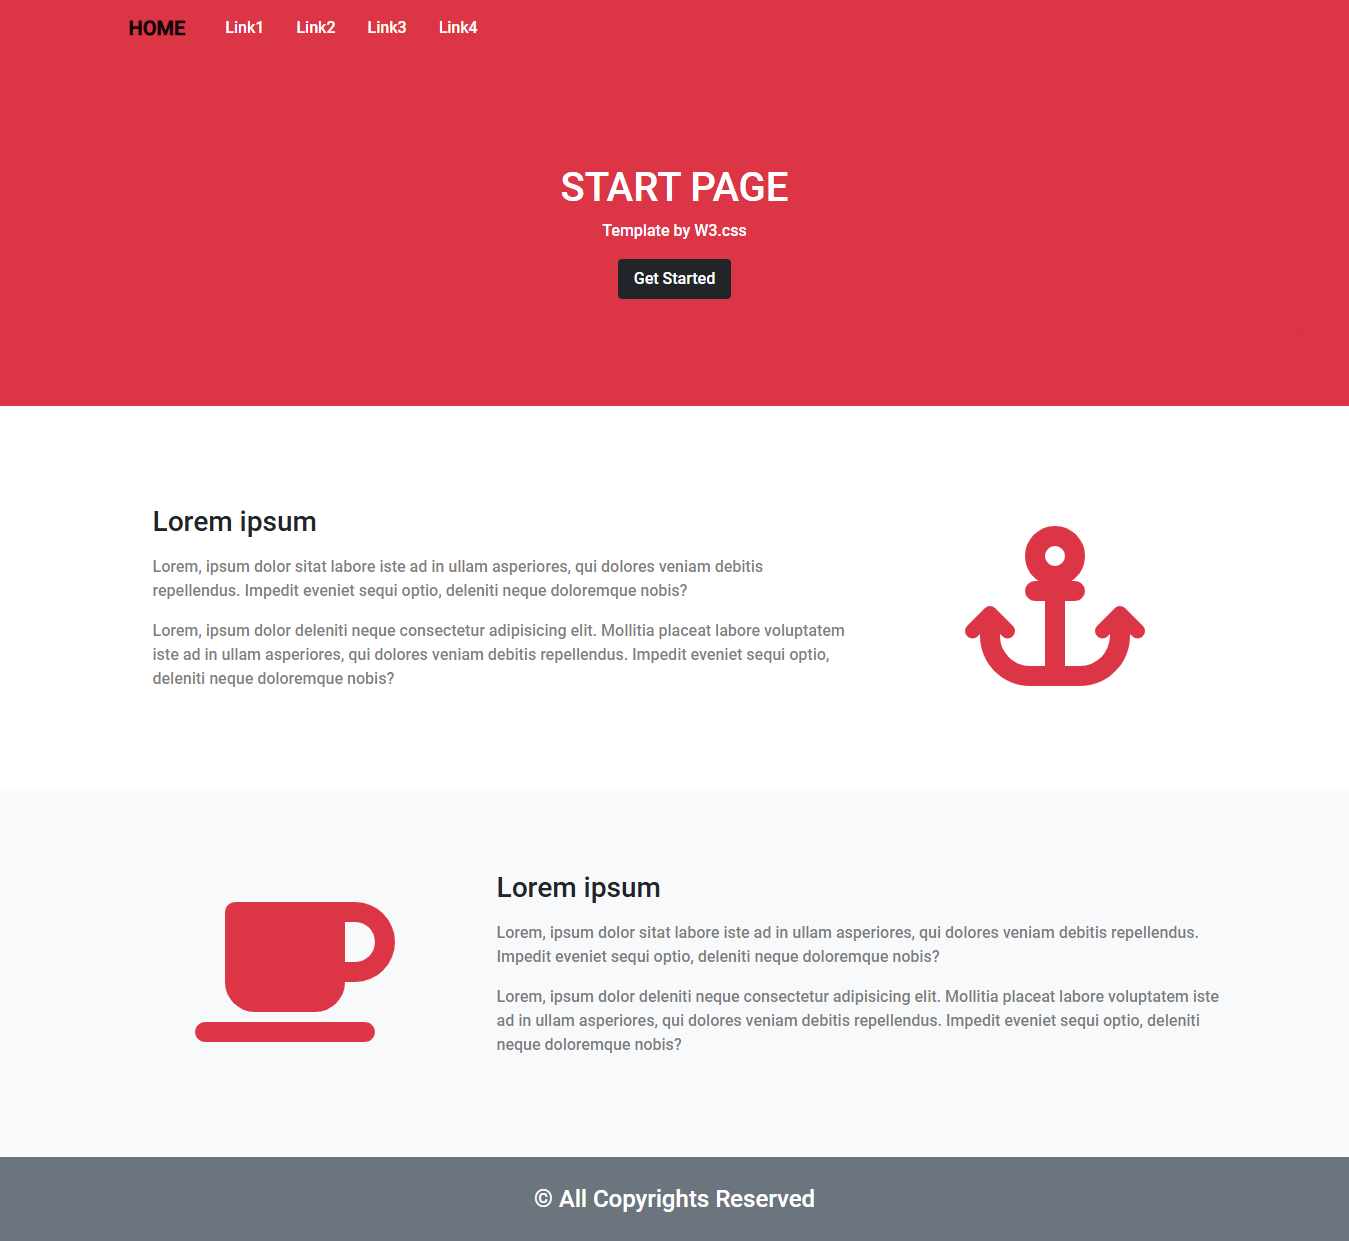 HOME Link1 Link2 Link3 Link4
START PAGE
Template by W3.css
Get Started
Lorem ipsum
Lorem, ipsum dolor sitat labore iste ad in ullam asperiores, qui dolores veniam debitis
repellendus. Impedit eveniet sequi optio, deleniti neque doloremque nobis?
Lorem, ipsum dolor deleniti neque consectetur adipisicing elit. Mollitia placeat labore voluptatem
iste ad in ullam asperiores, qui dolores veniam debitis repellendus. Impedit eveniet sequi optio,
deleniti neque doloremque nobis?
Lorem ipsum
Lorem, ipsum dolor sitat labore iste ad in ullam asperiores, qui dolores veniam debitis repellendus.
Impedit eveniet sequi optio, deleniti neque doloremque nobis?
Lorem, ipsum dolor deleniti neque consectetur adipisicing elit. Mollitia placeat labore voluptatem iste
ad in ullam asperiores, qui dolores veniam debitis repellendus. Impedit eveniet sequi optio, deleniti
neque doloremque nobis?
© All Copyrights Reserved